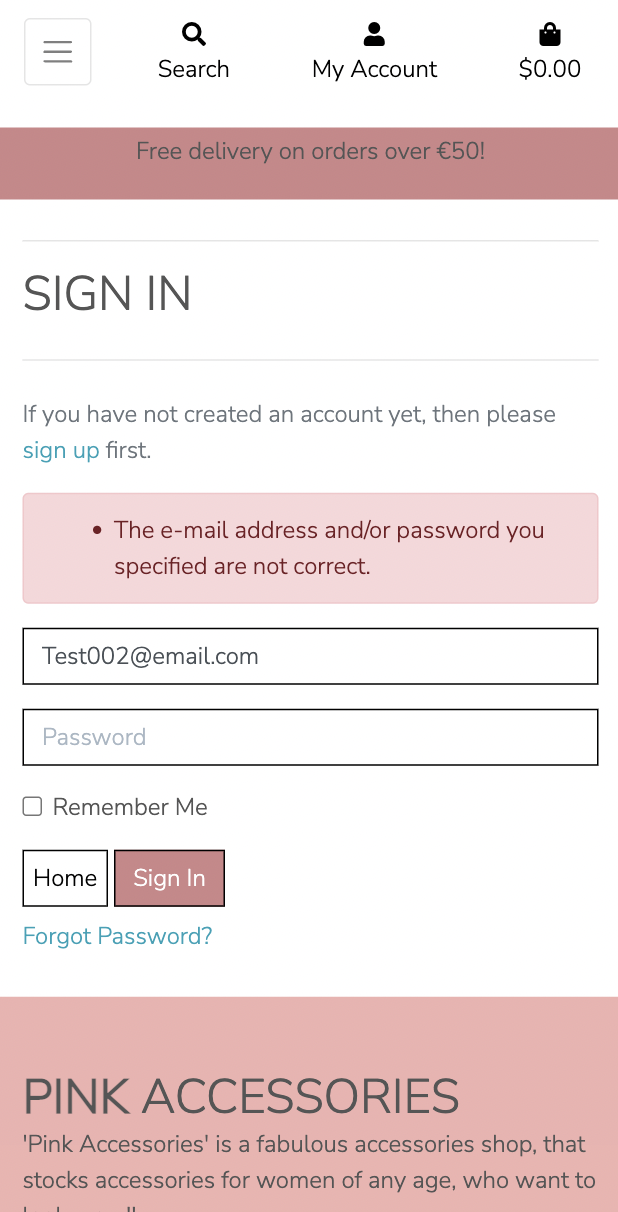 Search
My Account
$0.00
Free delivery on orders over €50!
SIGN IN
If you have not created an account yet, then please
sign up first.
The e-mail address and/or password you
specified are not correct.
Test002@email.com
Password
Remember Me
Home
Sign In
Forgot Password?
PINK ACCESSORIES
'Pink Accessories' is a fabulous accessories shop, that
stocks accessories for women of any age, who want to